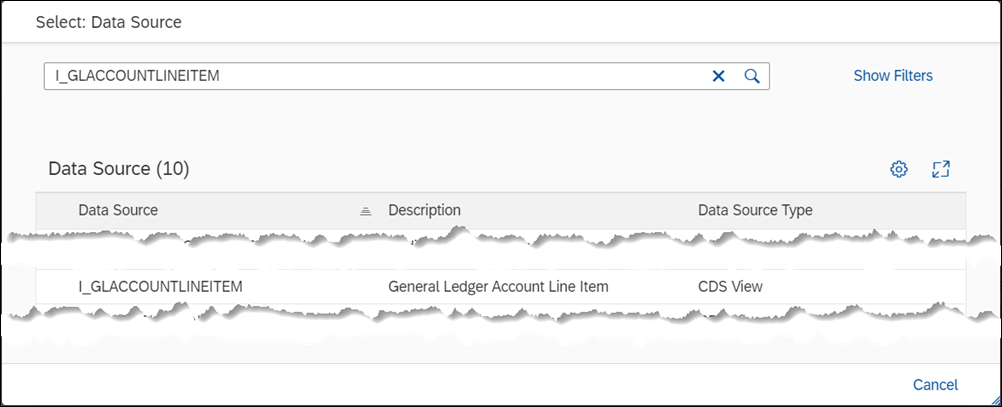 Select: Data Source
I_GLACCOUNTLINEITEM
Show Filters
Data Source (10)
Data Source Description Data Source Type
I_GLACCOUNTLINEITEM General Ledger Account Line Item CDS View
Cancel